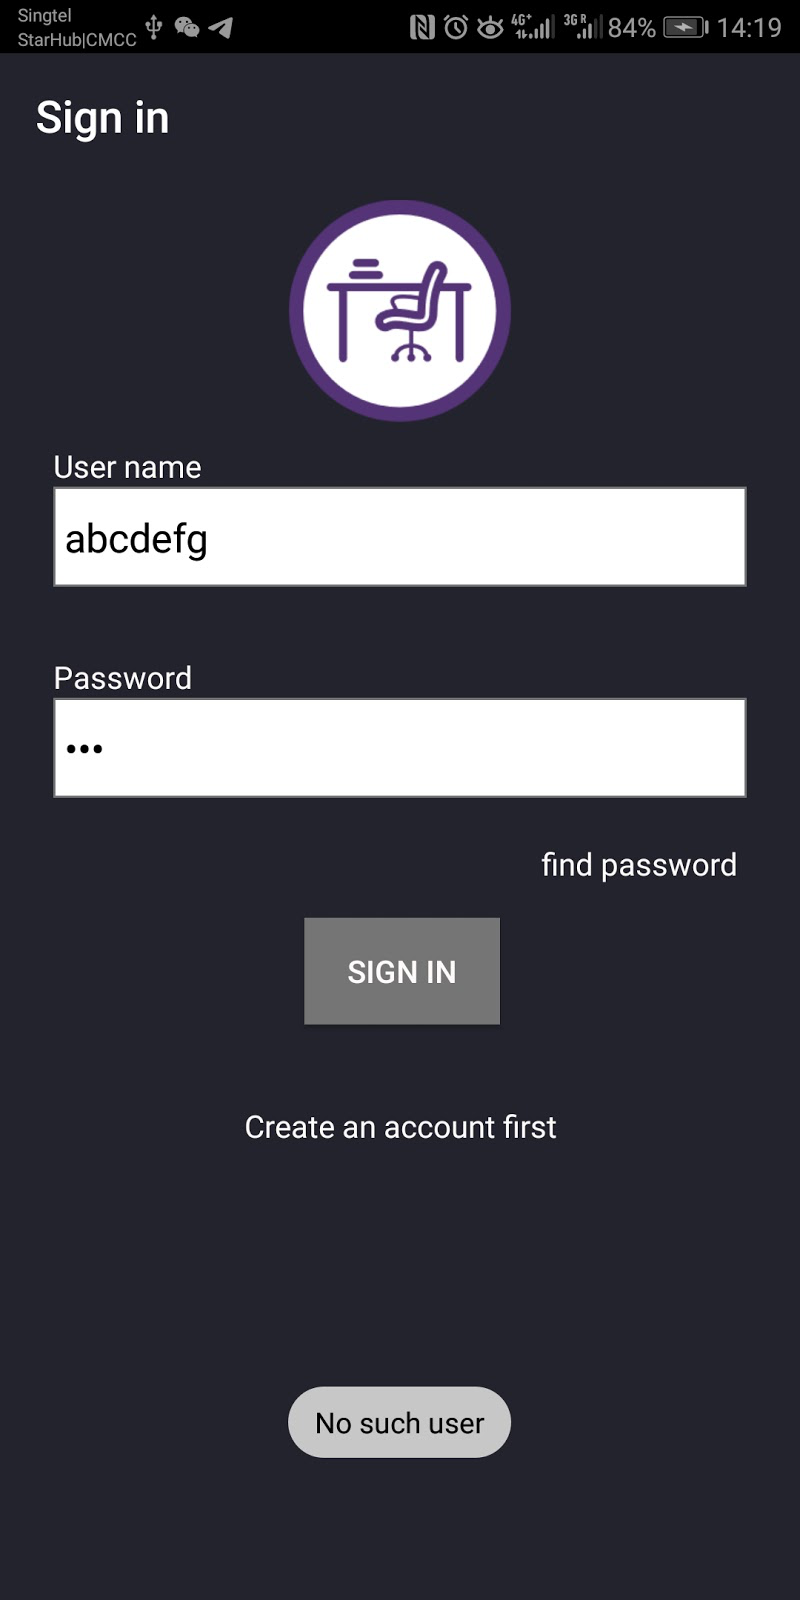 Singtel
StarHub|CMCC
4G+ 3G R 84% 14:19
Sign in
User name
abcdefg
Password
•••
find password
SIGN IN
Create an account first
No such user